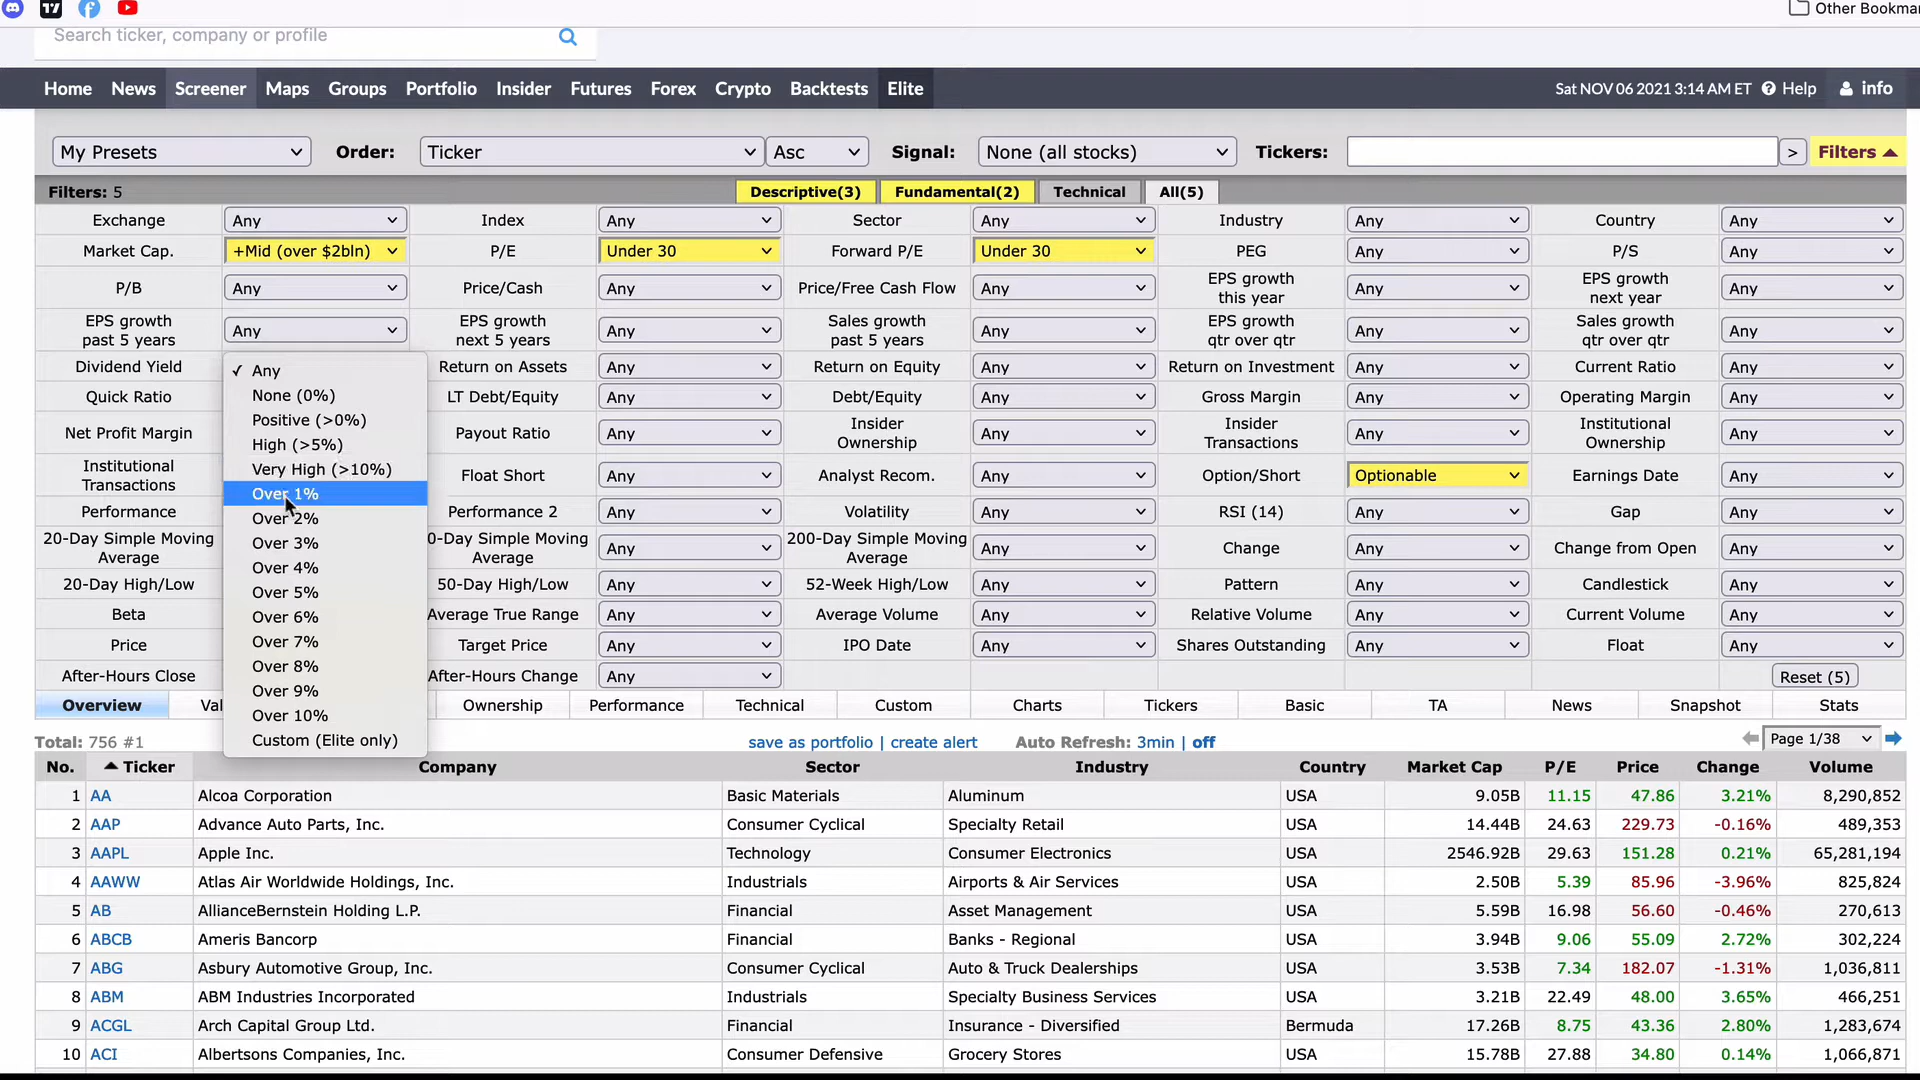 Other Bookmar
Search ticker, company or profile
Home News Screener Maps Groups Portfolio Insider Futures Forex Crypto Backtests Elite Sat NOV 06 2021 3:14 AM ET Help info
My Presets Order: Ticker Asc Signal: None (all stocks) Tickers: > Filters
Filters: 5 Descriptive(3) Fundamental(2) Technical All(5)
Exchange Any Index Any Sector Any Industry Any Country Any
Market Cap. +Mid (over $2bln) P/E Under 30 Forward P/E Under 30 PEG Any P/S Any
P/B Any Price/Cash Any Price/Free Cash Flow Any EPS growth this year Any EPS growth next year Any
EPS growth past 5 years Any EPS growth next 5 years Any Sales growth past 5 years Any EPS growth qtr over qtr Any Sales growth qtr over qtr Any
Dividend Yield Return on Assets Any Return on Equity Any Return on Investment Any Current Ratio Any
Quick Ratio LT Debt/Equity Any Debt/Equity Any Gross Margin Any Operating Margin Any
Net Profit Margin Payout Ratio Any Insider Ownership Any Insider Transactions Any Institutional Ownership Any
Institutional Transactions Float Short Any Analyst Recom. Any Option/Short Optionable Earnings Date Any
Performance Performance 2 Any Volatility Any RSI (14) Any Gap Any
20-Day Simple Moving Average 0-Day Simple Moving Average Any 200-Day Simple Moving Average Any Change Any Change from Open Any
20-Day High/Low 50-Day High/Low Any 52-Week High/Low Any Pattern Any Candlestick Any
Beta Average True Range Any Average Volume Any Relative Volume Any Current Volume Any
Price Target Price Any IPO Date Any Shares Outstanding Any Float Any
After-Hours Close After-Hours Change Any Reset (5)
✓ Any
None (0%)
Positive (>0%)
High (>5%)
Very High (>10%)
Over 1%
Over 2%
Over 3%
Over 4%
Over 5%
Over 6%
Over 7%
Over 8%
Over 9%
Over 10%
Custom (Elite only)
Overview Val Ownership Performance Technical Custom Charts Tickers Basic TA News Snapshot Stats
Total: 756 #1 save as portfolio | create alert Auto Refresh: 3min | off Page 1/38
No. Ticker Company Sector Industry Country Market Cap P/E Price Change Volume
1 AA Alcoa Corporation Basic Materials Aluminum USA 9.05B 11.15 47.86 3.21% 8,290,852
2 AAP Advance Auto Parts, Inc. Consumer Cyclical Specialty Retail USA 14.44B 24.63 229.73 -0.16% 489,353
3 AAPL Apple Inc. Technology Consumer Electronics USA 2546.92B 29.63 151.28 0.21% 65,281,194
4 AAWW Atlas Air Worldwide Holdings, Inc. Industrials Airports & Air Services USA 2.50B 5.39 85.96 -3.96% 825,824
5 AB AllianceBernstein Holding L.P. Financial Asset Management USA 5.59B 16.98 56.60 -0.46% 270,613
6 ABCB Ameris Bancorp Financial Banks - Regional USA 3.94B 9.06 55.09 2.72% 302,224
7 ABG Asbury Automotive Group, Inc. Consumer Cyclical Auto & Truck Dealerships USA 3.53B 7.34 182.07 -1.31% 1,036,811
8 ABM ABM Industries Incorporated Industrials Specialty Business Services USA 3.21B 22.49 48.00 3.65% 466,251
9 ACGL Arch Capital Group Ltd. Financial Insurance - Diversified Bermuda 17.26B 8.75 43.36 2.80% 1,283,674
10 ACI Albertsons Companies, Inc. Consumer Defensive Grocery Stores USA 15.78B 27.88 34.80 0.14% 1,066,871